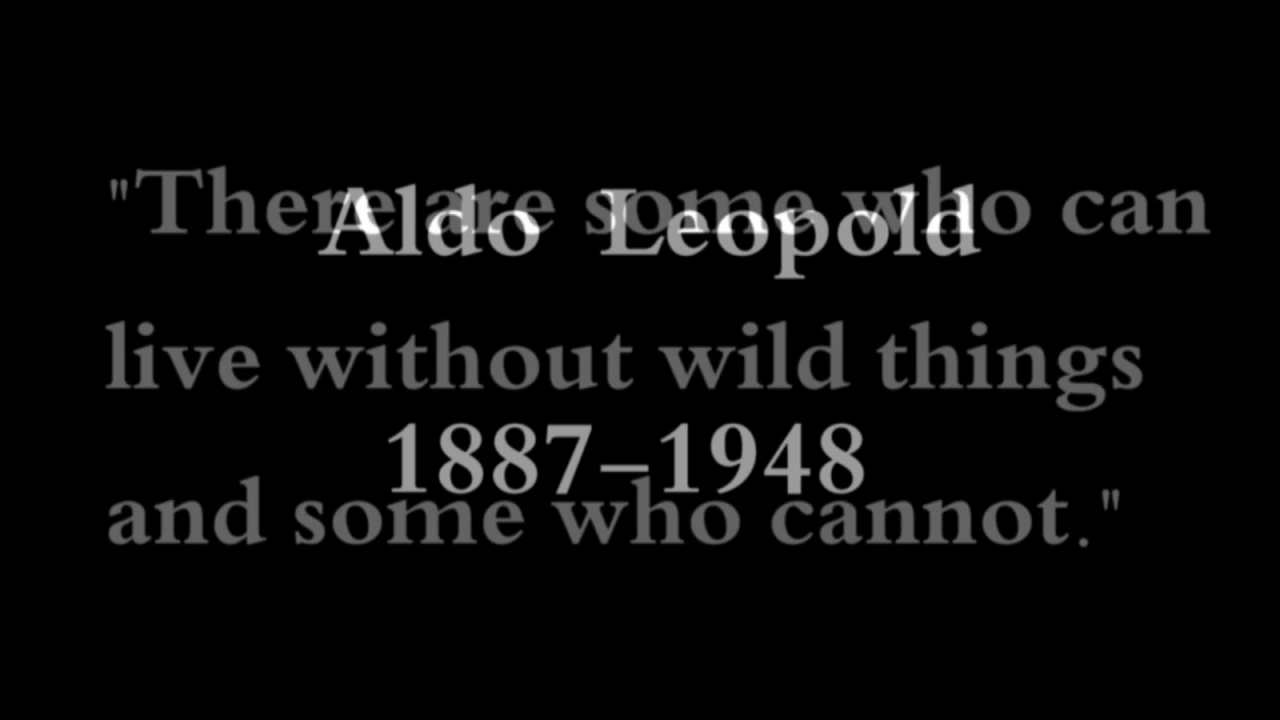 "There are some who can
Aldo Leopold
live without wild things
1887–1948
and some who cannot."